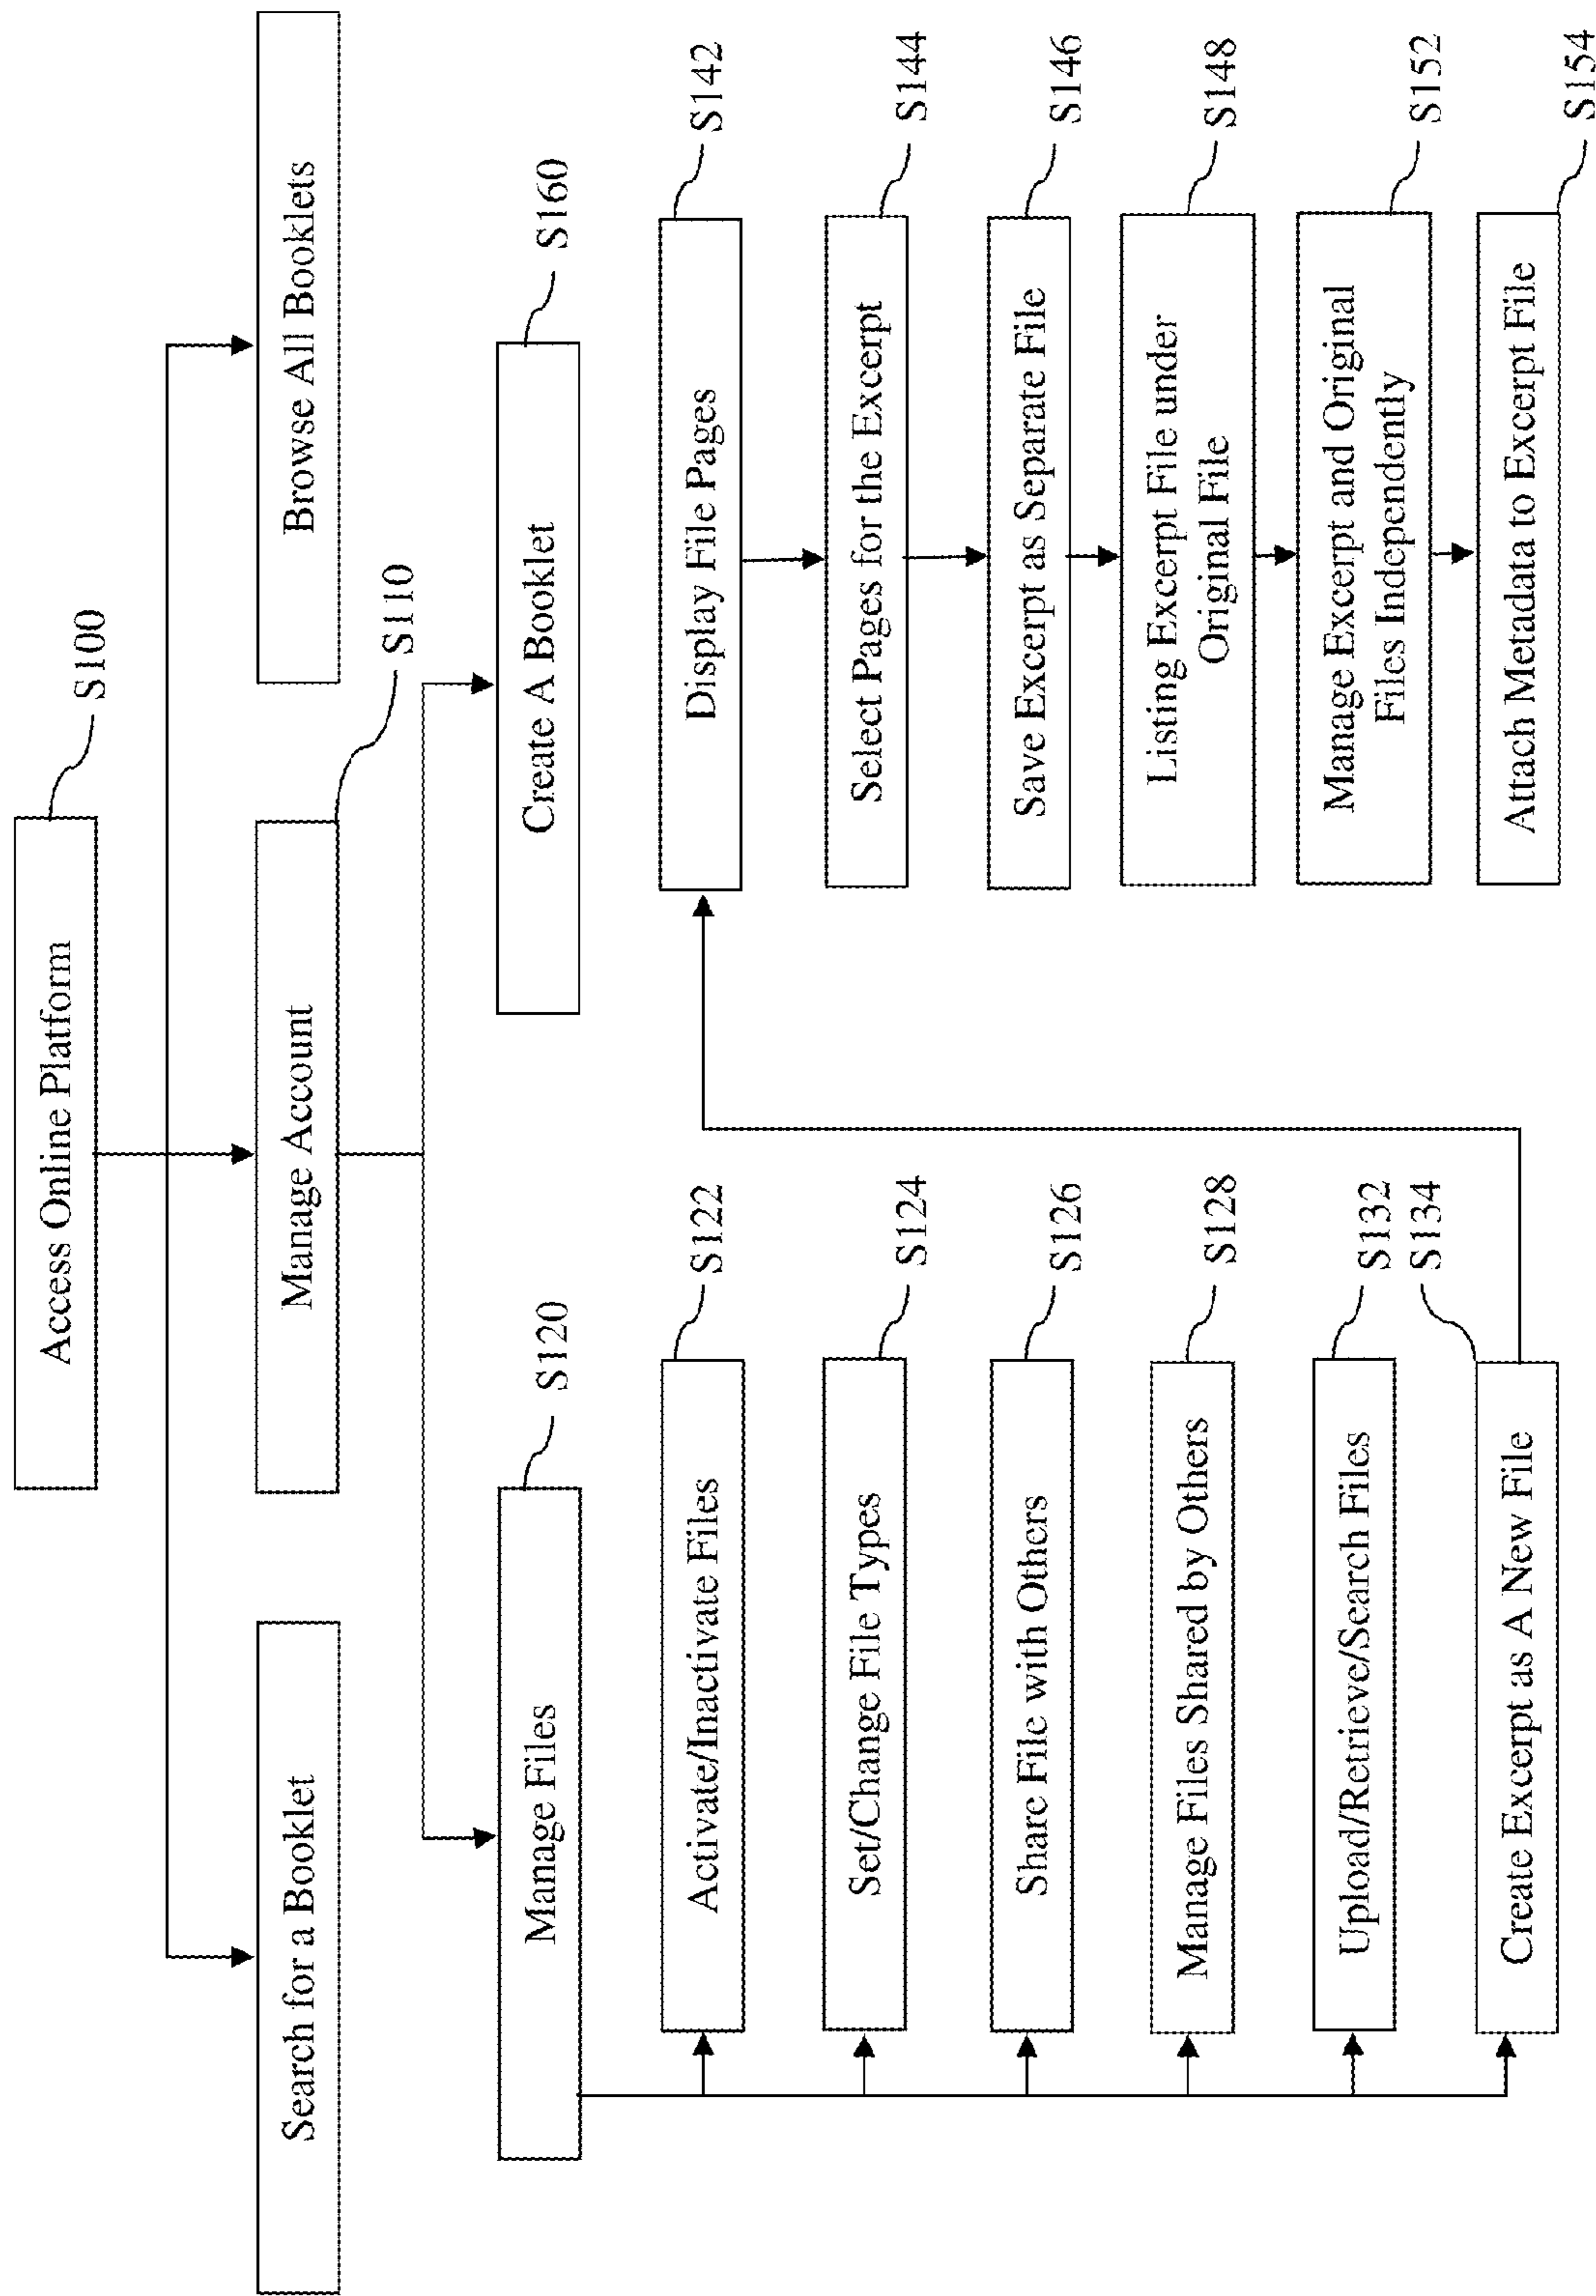 Access Online Platform
S100
Search for a Booklet
Manage Account
S110
Browse All Booklets
Manage Files
S120
Create A Booklet
S160
Activate/Inactivate Files
S122
Set/Change File Types
S124
Share File with Others
S126
Manage Files Shared by Others
S128
Upload/Retrieve/Search Files
S132
Create Excerpt as A New File
S134
Display File Pages
S142
Select Pages for the Excerpt
S144
Save Excerpt as Separate File
S146
Listing Excerpt File under
Original File
S148
Manage Excerpt and Original
Files Independently
S152
Attach Metadata to Excerpt File
S154